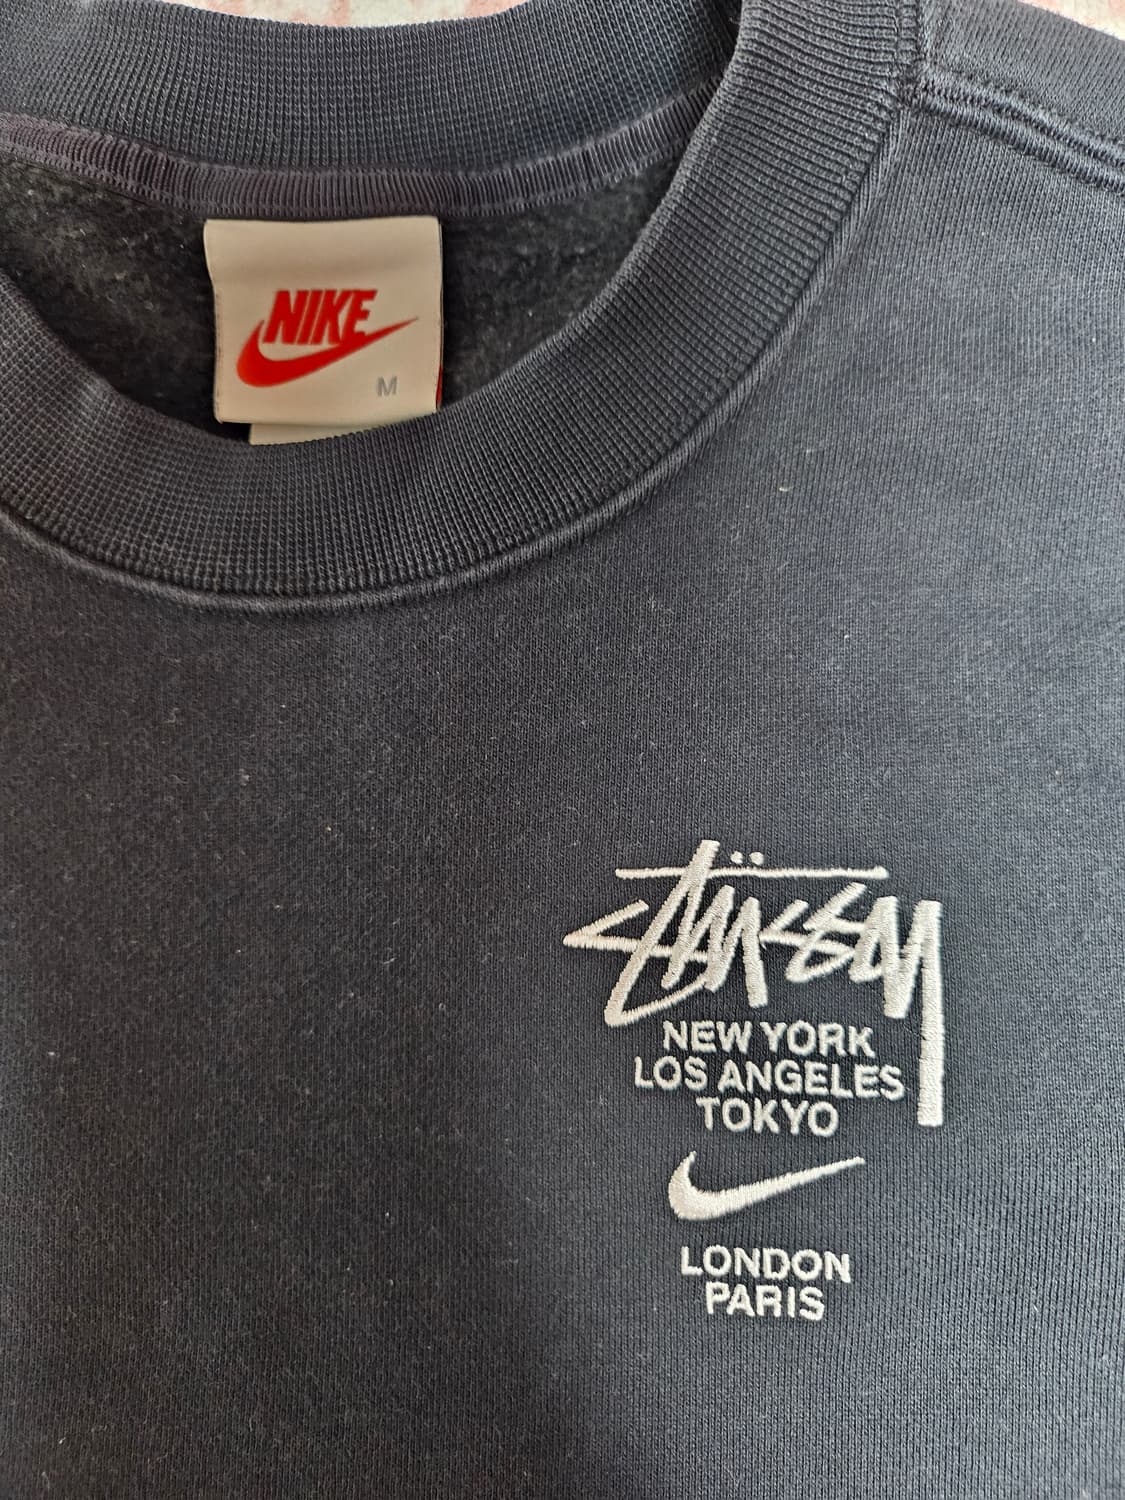 NIKE
M
STÜSSY
NEW YORK
LOS ANGELES
TOKYO
LONDON
PARIS